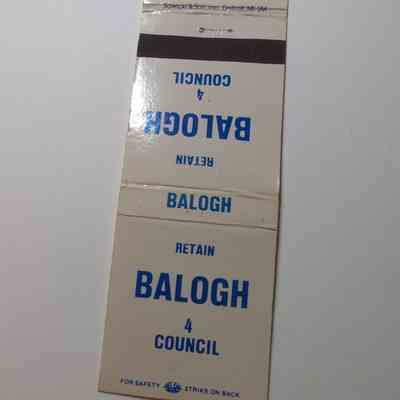 COUNCIL
4
BALOGH
RETAIN
BALOGH
RETAIN
BALOGH
4
COUNCIL
FOR SAFETY STRIKE ON BACK